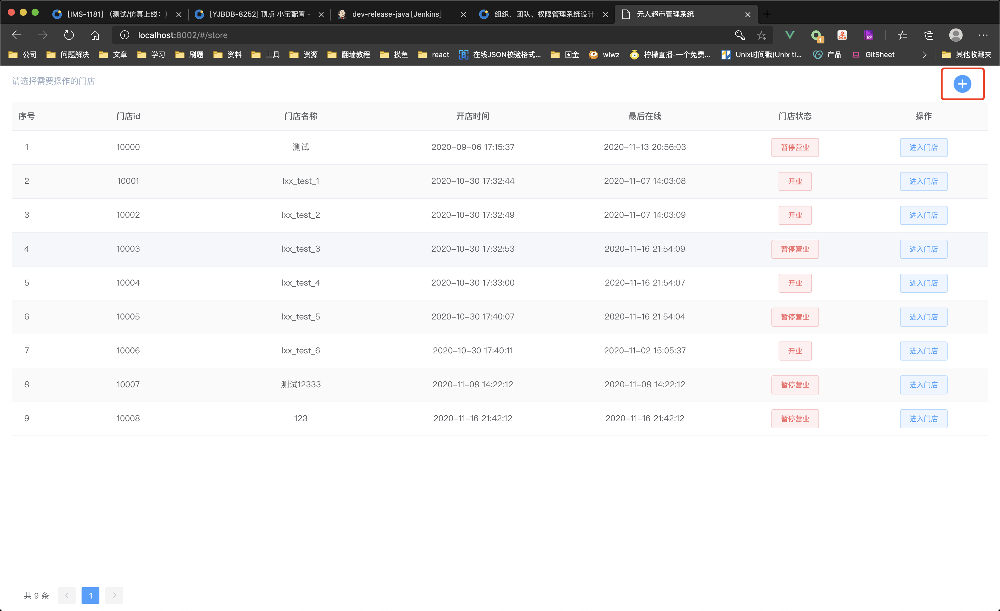 [IMS-1181] （测试/仿真上线：）
[YJBDB-8252] 顶点 小宝配置 -
dev-release-java [Jenkins]
组织、团队、权限管理系统设计
无人超市管理系统
localhost:8002/#/store
1
RP
公司 问题解决 文章 学习 刷题 资料 工具 资源 翻墙教程 摸鱼 react 在线JSON校验格式... 国金 wlwz 柠檬直播-一个免费... Unix时间戳(Unix ti... 产品 GitSheet 其他收藏夹
请选择需要操作的门店
序号 门店id 门店名称 开店时间 最后在线 门店状态 操作
1 10000 测试 2020-09-06 17:15:37 2020-11-13 20:56:03 暂停营业 进入门店
2 10001 lxx_test_1 2020-10-30 17:32:44 2020-11-07 14:03:08 开业 进入门店
3 10002 lxx_test_2 2020-10-30 17:32:49 2020-11-07 14:03:09 开业 进入门店
4 10003 lxx_test_3 2020-10-30 17:32:53 2020-11-16 21:54:09 暂停营业 进入门店
5 10004 lxx_test_4 2020-10-30 17:33:00 2020-11-16 21:54:07 开业 进入门店
6 10005 lxx_test_5 2020-10-30 17:40:07 2020-11-16 21:54:04 暂停营业 进入门店
7 10006 lxx_test_6 2020-10-30 17:40:11 2020-11-02 15:05:37 开业 进入门店
8 10007 测试12333 2020-11-08 14:22:12 2020-11-08 14:22:12 暂停营业 进入门店
9 10008 123 2020-11-16 21:42:12 2020-11-16 21:42:12 暂停营业 进入门店
共 9 条 1